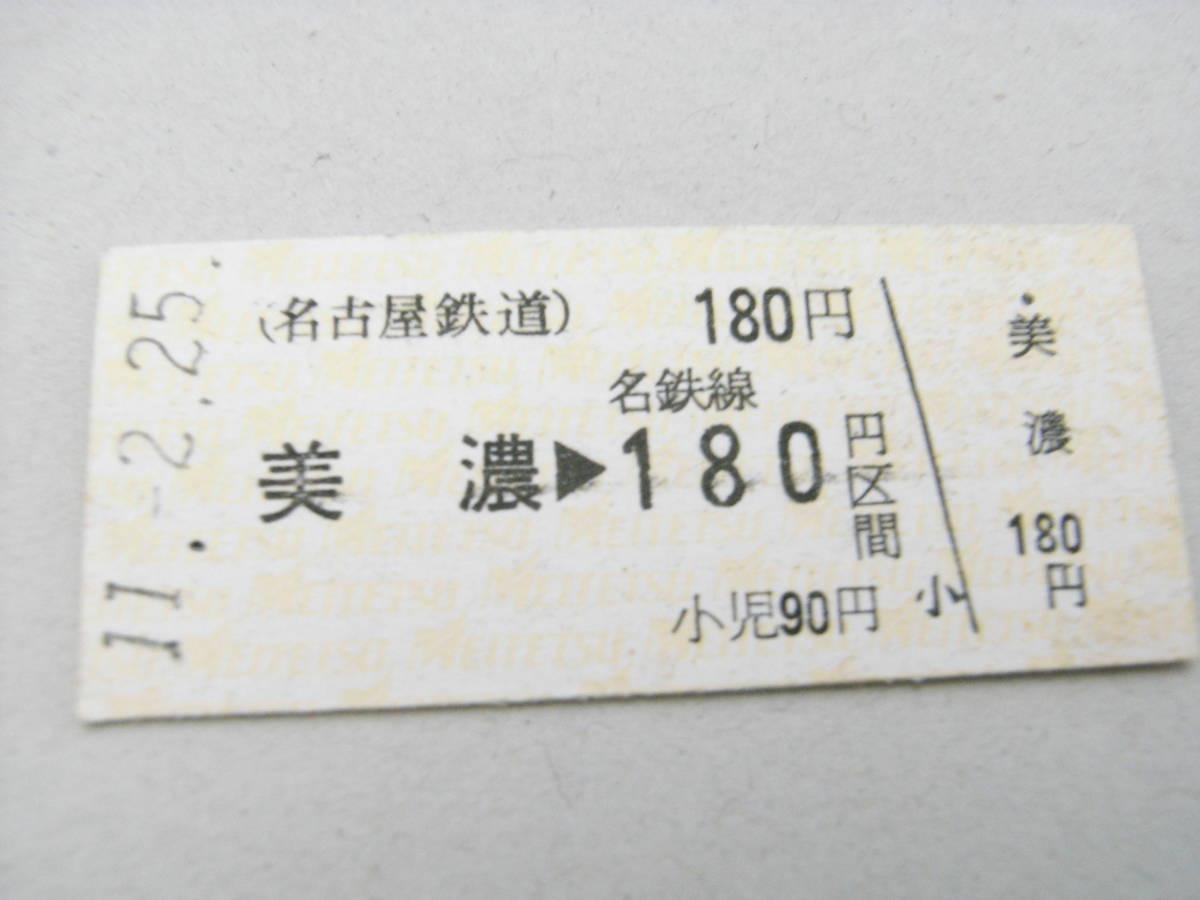 11.-2.25.
(名古屋鉄道) 180円
名鉄線
美濃▶180円区間
小児90円
小
・美濃
180円